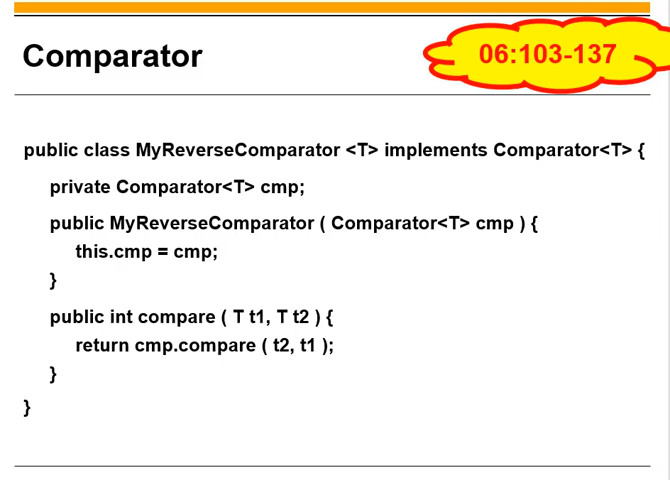 Comparator
06:103-137
public class MyReverseComparator <T> implements Comparator<T> {
private Comparator<T> cmp;
public MyReverseComparator ( Comparator<T> cmp ) {
this.cmp = cmp;
}
public int compare ( T t1, T t2 ) {
return cmp.compare ( t2, t1 );
}
}